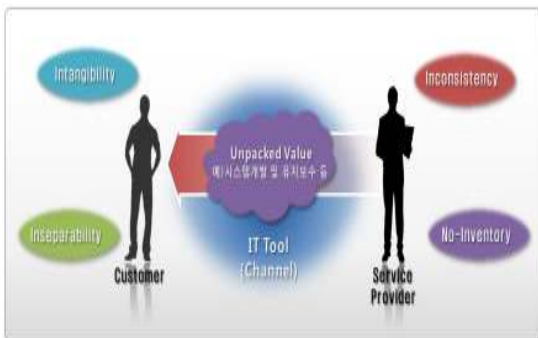 Intangibility
Inconsistency
Unpacked Value
예)시스템개발 및 유지보수 등
Inseparability
No-Inventory
IT Tool
(Channel)
Customer
Service
Provider